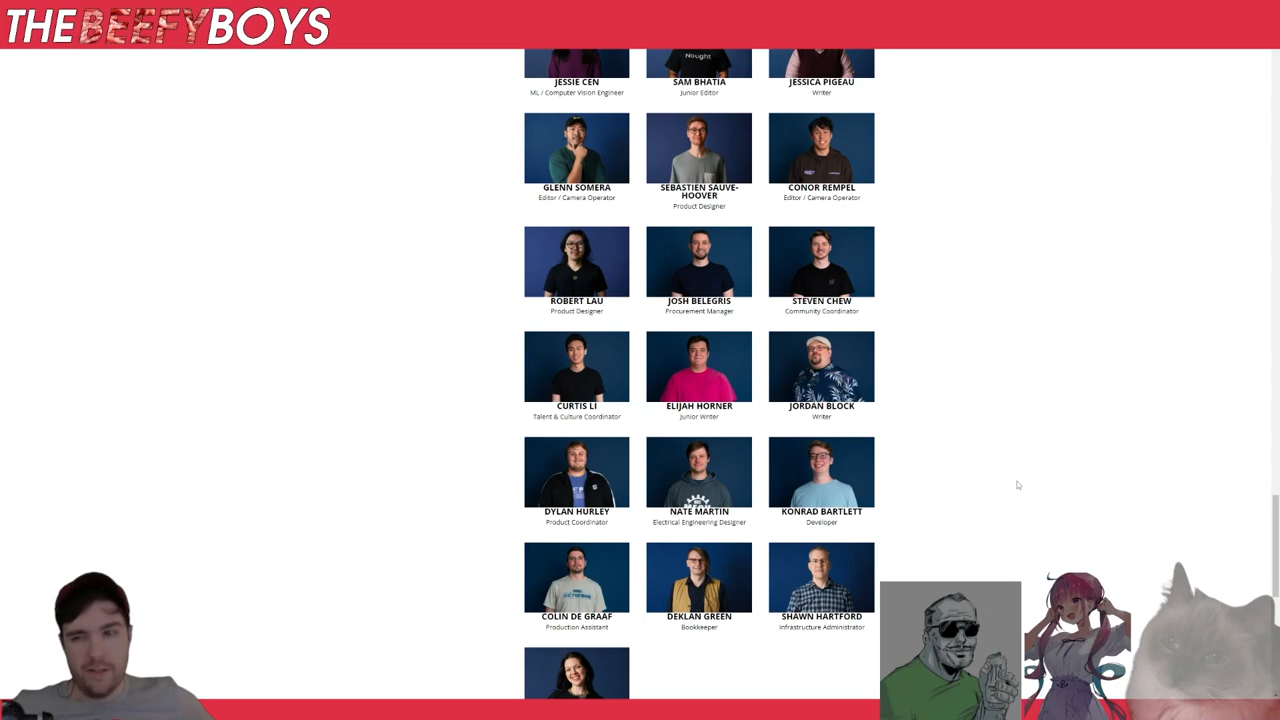 THE BEEFY BOYS
Nought
JESSIE CEN
ML / Computer Vision Engineer
SAM BHATIA
Junior Editor
JESSICA PIGEAU
Writer
GLENN SOMERA
Editor / Camera Operator
SEBASTIEN SAUVE-
HOOVER
Product Designer
CONOR REMPEL
Editor / Camera Operator
ROBERT LAU
Product Designer
JOSH BELEGRIS
Procurement Manager
STEVEN CHEW
Community Coordinator
CURTIS LI
Talent & Culture Coordinator
ELIJAH HORNER
Junior Writer
JORDAN BLOCK
Writer
DYLAN HURLEY
Product Coordinator
NATE MARTIN
Electrical Engineering Designer
KONRAD BARTLETT
Developer
COLIN DE GRAAF
Production Assistant
DEKLAN GREEN
Bookkeeper
SHAWN HARTFORD
Infrastructure Administrator